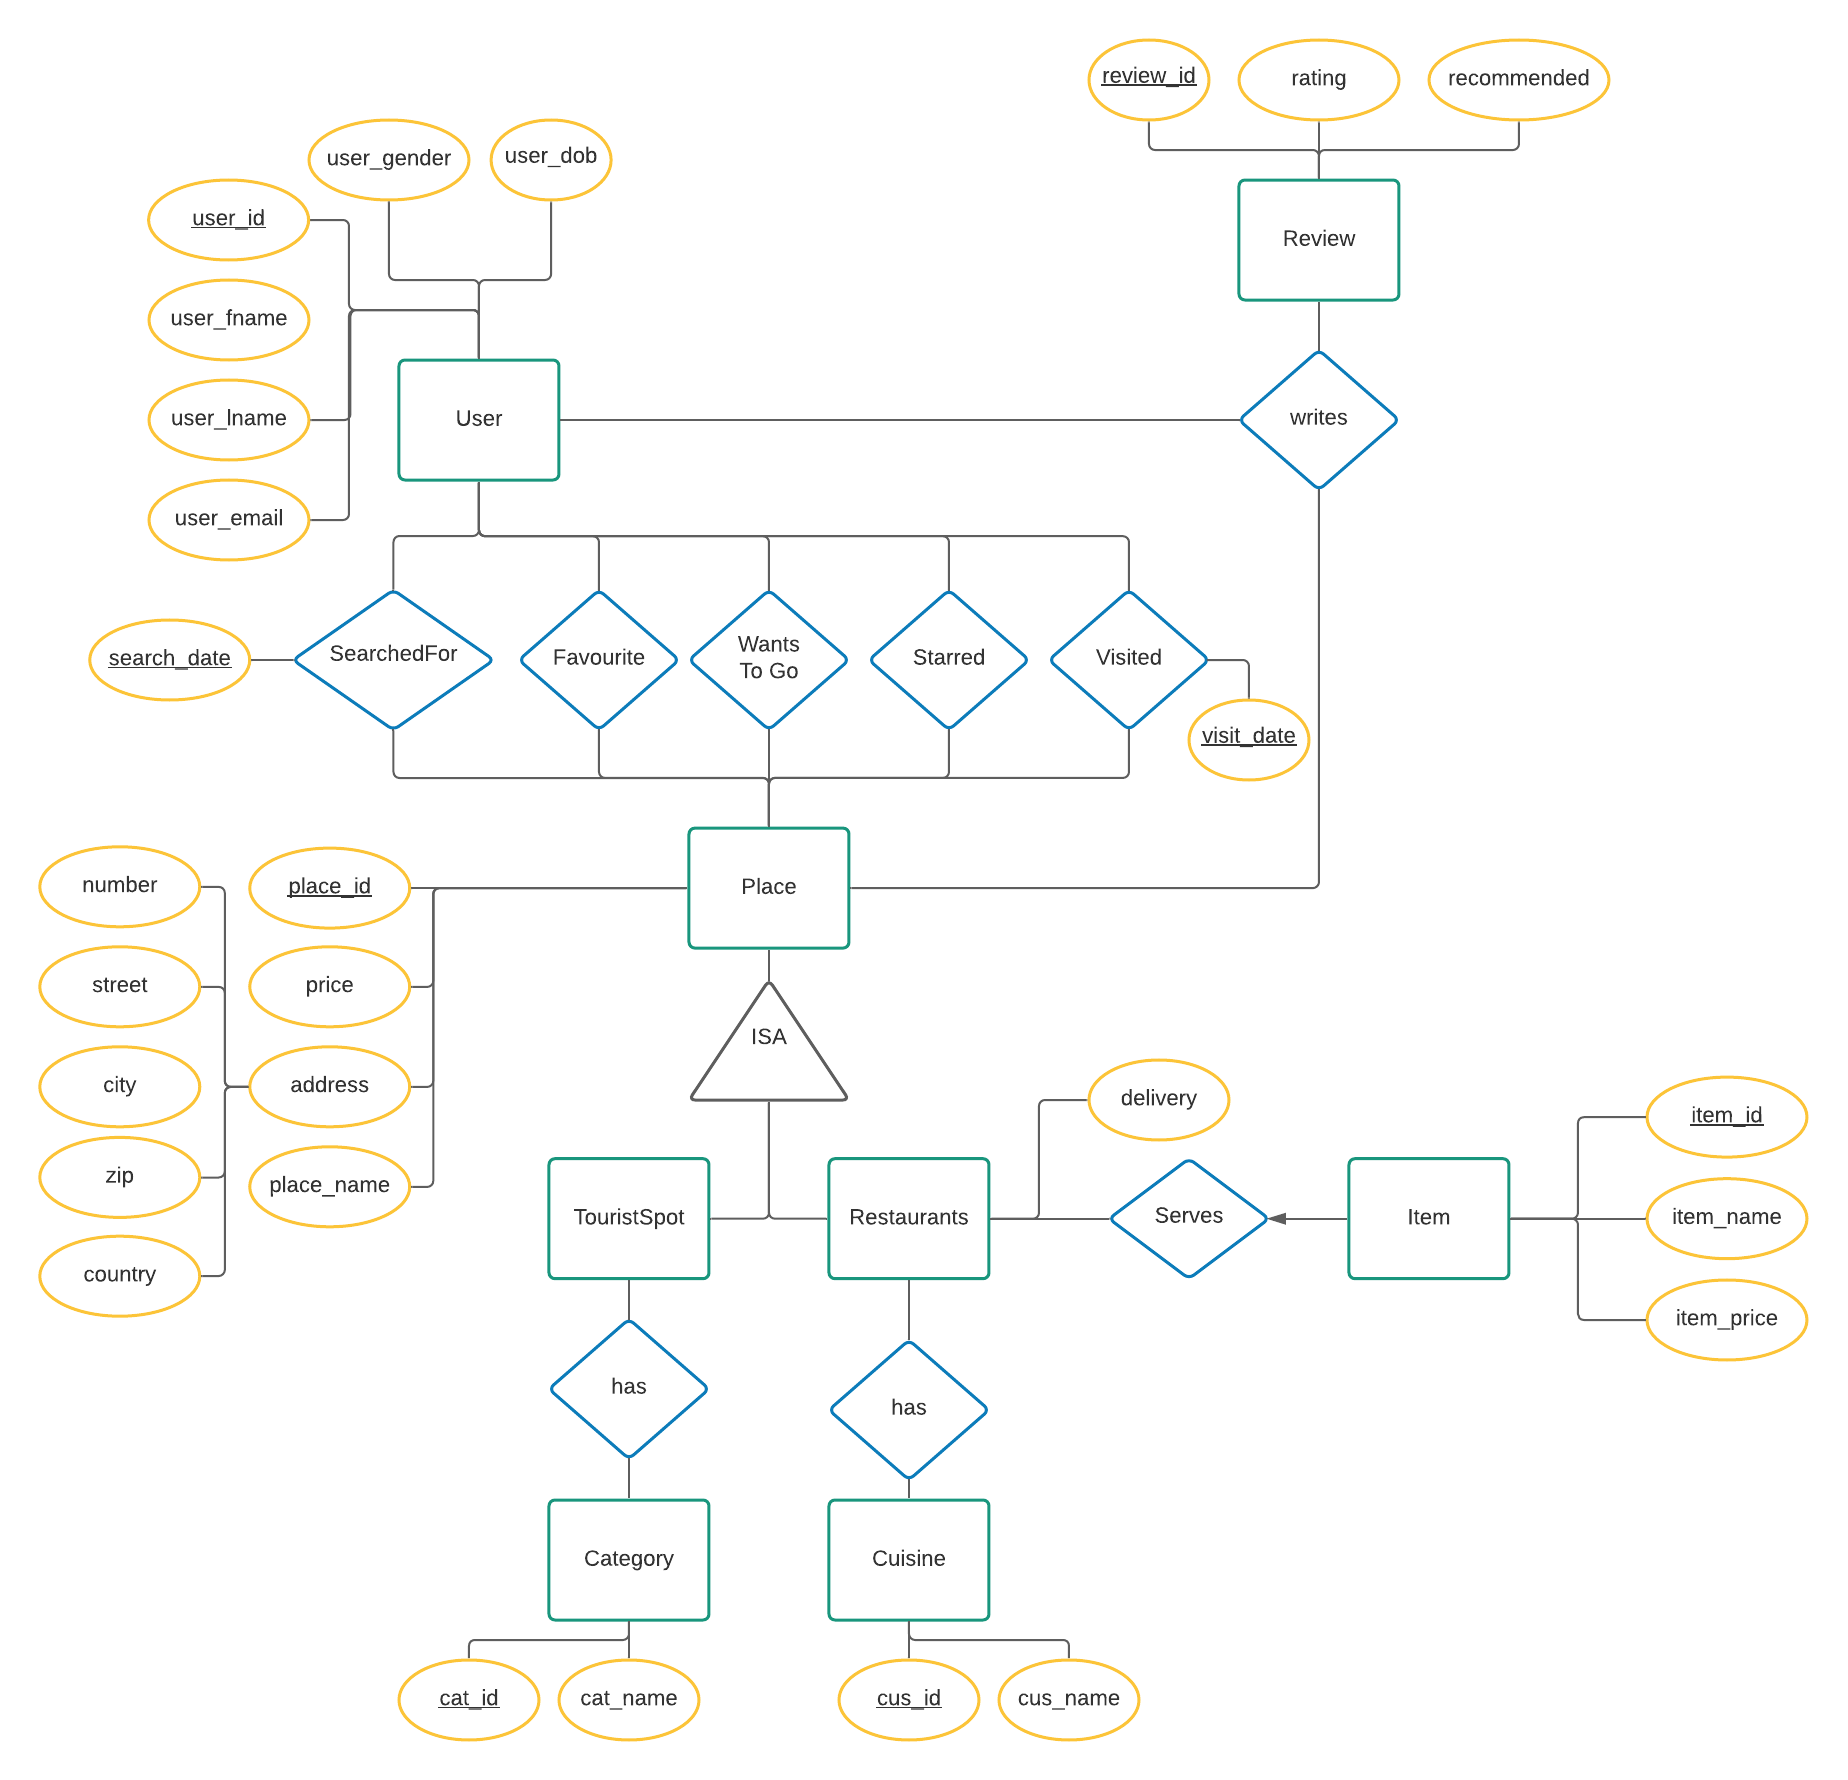 review_id
rating
recommended
user_gender
user_dob
user_id
Review
user_fname
user_lname
User
writes
user_email
search_date
SearchedFor
Favourite
Wants
To Go
Starred
Visited
visit_date
number
place_id
Place
street
price
ISA
city
address
delivery
item_id
zip
place_name
TouristSpot
Restaurants
Serves
Item
item_name
country
item_price
has
has
Category
Cuisine
cat_id
cat_name
cus_id
cus_name